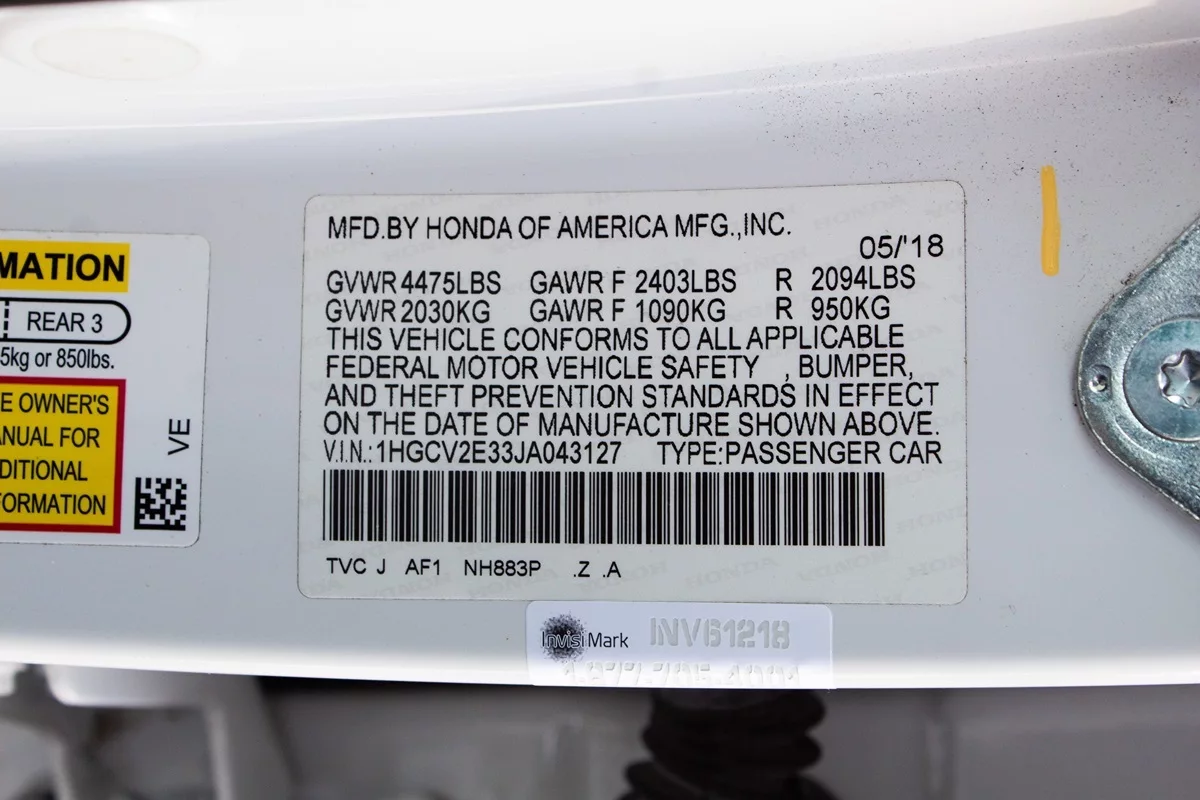 MATION
REAR 3
5kg or 850lbs.
E OWNER'S
ANUAL FOR
DITIONAL
FORMATION
VE
MFD.BY HONDA OF AMERICA MFG.,INC.
05/'18
GVWR 4475LBS GAWR F 2403LBS R 2094LBS
GVWR 2030KG GAWR F 1090KG R 950KG
THIS VEHICLE CONFORMS TO ALL APPLICABLE
FEDERAL MOTOR VEHICLE SAFETY , BUMPER,
AND THEFT PREVENTION STANDARDS IN EFFECT
ON THE DATE OF MANUFACTURE SHOWN ABOVE.
V.I.N.: 1HGCV2E33JA043127 TYPE:PASSENGER CAR
TVC J AF1 NH883P .Z .A
InvisiMark INV61218